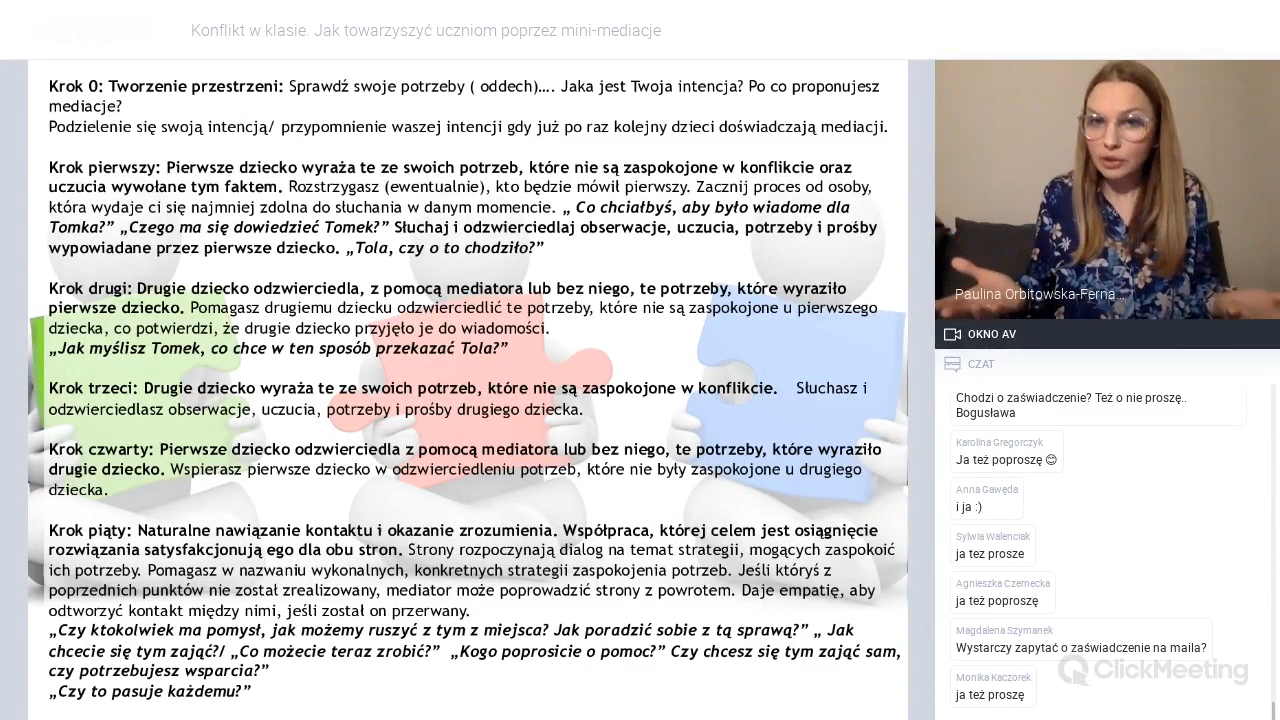 Konflikt w klasie. Jak towarzyszyć uczniom poprzez mini-mediacje
Krok 0: Tworzenie przestrzeni: Sprawdź swoje potrzeby ( oddech)…. Jaka jest Twoja intencja? Po co proponujesz
mediacje?
Podzielenie się swoją intencją/ przypomnienie waszej intencji gdy już po raz kolejny dzieci doświadczają mediacji.
Krok pierwszy: Pierwsze dziecko wyraża te ze swoich potrzeb, które nie są zaspokojone w konflikcie oraz
uczucia wywołane tym faktem. Rozstrzygasz (ewentualnie), kto będzie mówił pierwszy. Zacznij proces od osoby,
która wydaje ci się najmniej zdolna do słuchania w danym momencie. „ Co chciałbyś, aby było wiadome dla
Tomka?” „Czego ma się dowiedzieć Tomek?” Słuchaj i odzwierciedlaj obserwacje, uczucia, potrzeby i prośby
wypowiadane przez pierwsze dziecko. „Tola, czy o to chodziło?”
Krok drugi: Drugie dziecko odzwierciedla, z pomocą mediatora lub bez niego, te potrzeby, które wyraziło
pierwsze dziecko. Pomagasz drugiemu dziecku odzwierciedlić te potrzeby, które nie są zaspokojone u pierwszego
dziecka, co potwierdzi, że drugie dziecko przyjęło je do wiadomości.
„Jak myślisz Tomek, co chce w ten sposób przekazać Tola?”
Krok trzeci: Drugie dziecko wyraża te ze swoich potrzeb, które nie są zaspokojone w konflikcie. Słuchasz i
odzwierciedlasz obserwacje, uczucia, potrzeby i prośby drugiego dziecka.
Krok czwarty: Pierwsze dziecko odzwierciedla z pomocą mediatora lub bez niego, te potrzeby, które wyraziło
drugie dziecko. Wspierasz pierwsze dziecko w odzwierciedleniu potrzeb, które nie były zaspokojone u drugiego
dziecka.
Krok piąty: Naturalne nawiązanie kontaktu i okazanie zrozumienia. Współpraca, której celem jest osiągnięcie
rozwiązania satysfakcjonują ego dla obu stron. Strony rozpoczynają dialog na temat strategii, mogących zaspokoić
ich potrzeby. Pomagasz w nazwaniu wykonalnych, konkretnych strategii zaspokojenia potrzeb. Jeśli któryś z
poprzednich punktów nie został zrealizowany, mediator może poprowadzić strony z powrotem. Daje empatię, aby
odtworzyć kontakt między nimi, jeśli został on przerwany.
„Czy ktokolwiek ma pomysł, jak możemy ruszyć z tym z miejsca? Jak poradzić sobie z tą sprawą?” „ Jak
chcecie się tym zająć?/ „Co możecie teraz zrobić?” „Kogo poprosicie o pomoc?” Czy chcesz się tym zająć sam,
czy potrzebujesz wsparcia?”
„Czy to pasuje każdemu?”
Paulina Orbitowska-Ferna...
OKNO AV
CZAT
Chodzi o zaświadczenie? Też o nie proszę..
Bogusława
Karolina Gregorczyk
Ja też poproszę 😊
Anna Gawęda
i ja :)
Sylwia Walenciak
ja tez prosze
Agnieszka Czernecka
ja też poproszę
Magdalena Szymanek
Wystarczy zapytać o zaświadczenie na maila?
Monika Kaczorek
ja też proszę
ClickMeeting